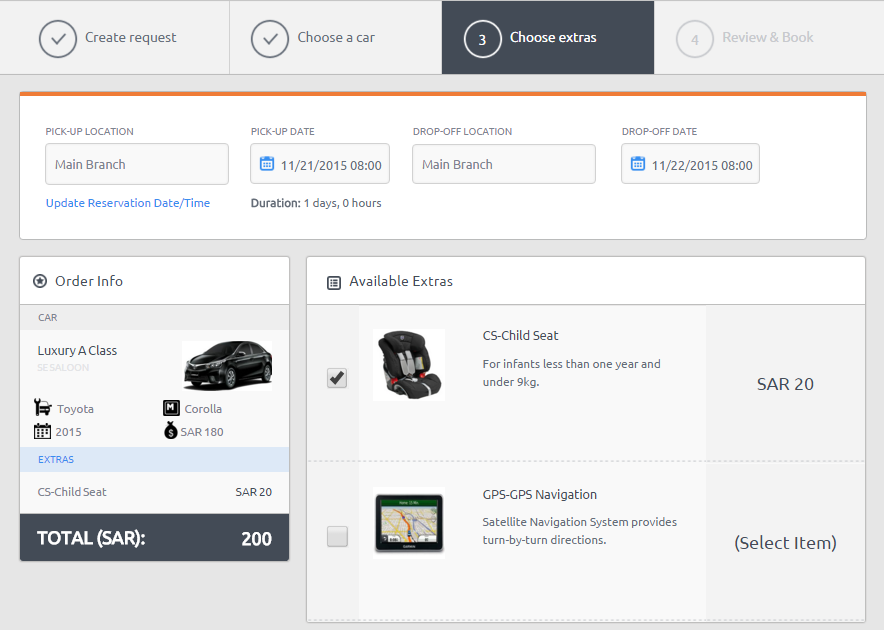 Create request
Choose a car
3 Choose extras
4 Review & Book
PICK-UP LOCATION
PICK-UP DATE
DROP-OFF LOCATION
DROP-OFF DATE
Main Branch
11/21/2015 08:00
Main Branch
11/22/2015 08:00
Update Reservation Date/Time
Duration: 1 days, 0 hours
Order Info
CAR
Luxury A Class
SESALOON
Toyota
M Corolla
2015
$ SAR 180
EXTRAS
CS-Child Seat SAR 20
TOTAL (SAR): 200
Available Extras
CS-Child Seat
For infants less than one year and
under 9kg.
SAR 20
GPS-GPS Navigation
Satellite Navigation System provides
turn-by-turn directions.
(Select Item)
GARMIN